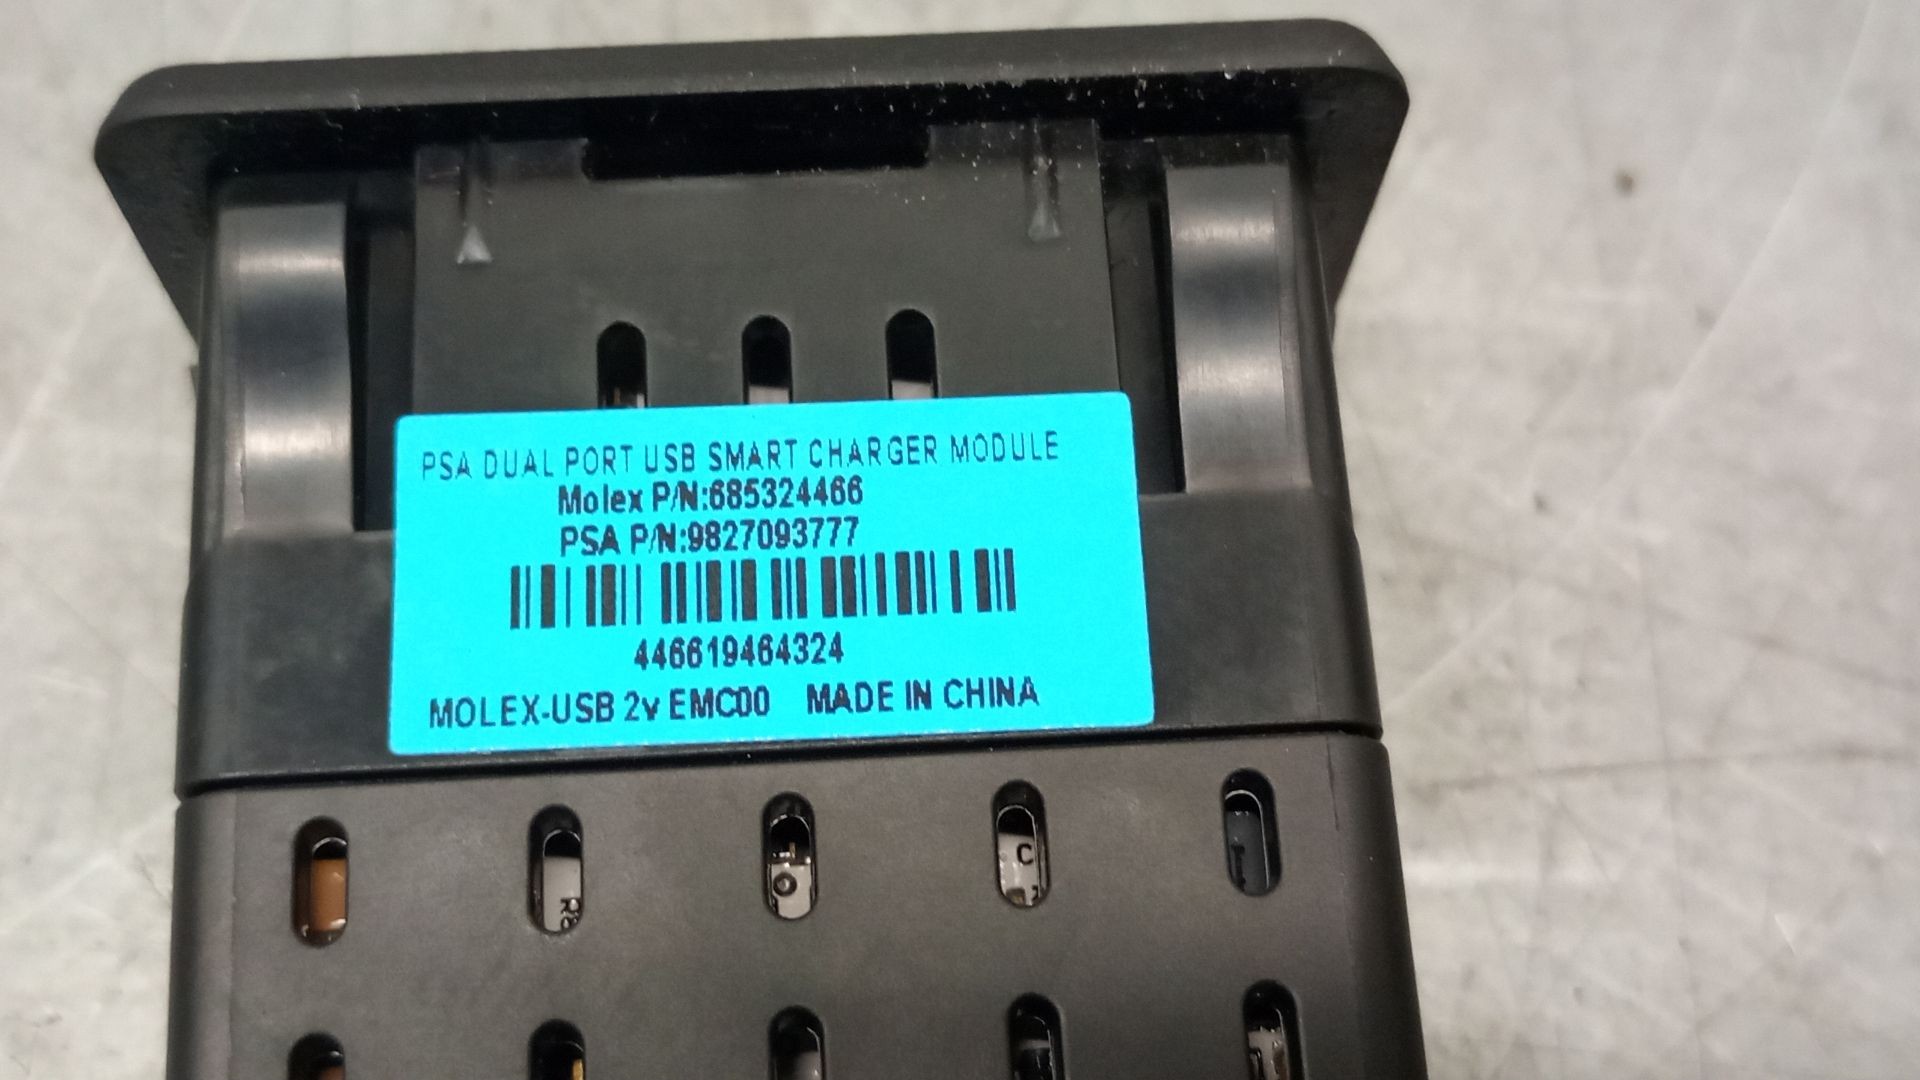 PSA DUAL PORT USB SMART CHARGER MODULE
Molex P/N:685324466
PSA P/N:9827093777
446619464324
MOLEX-USB 2v EMC00 MADE IN CHINA
C